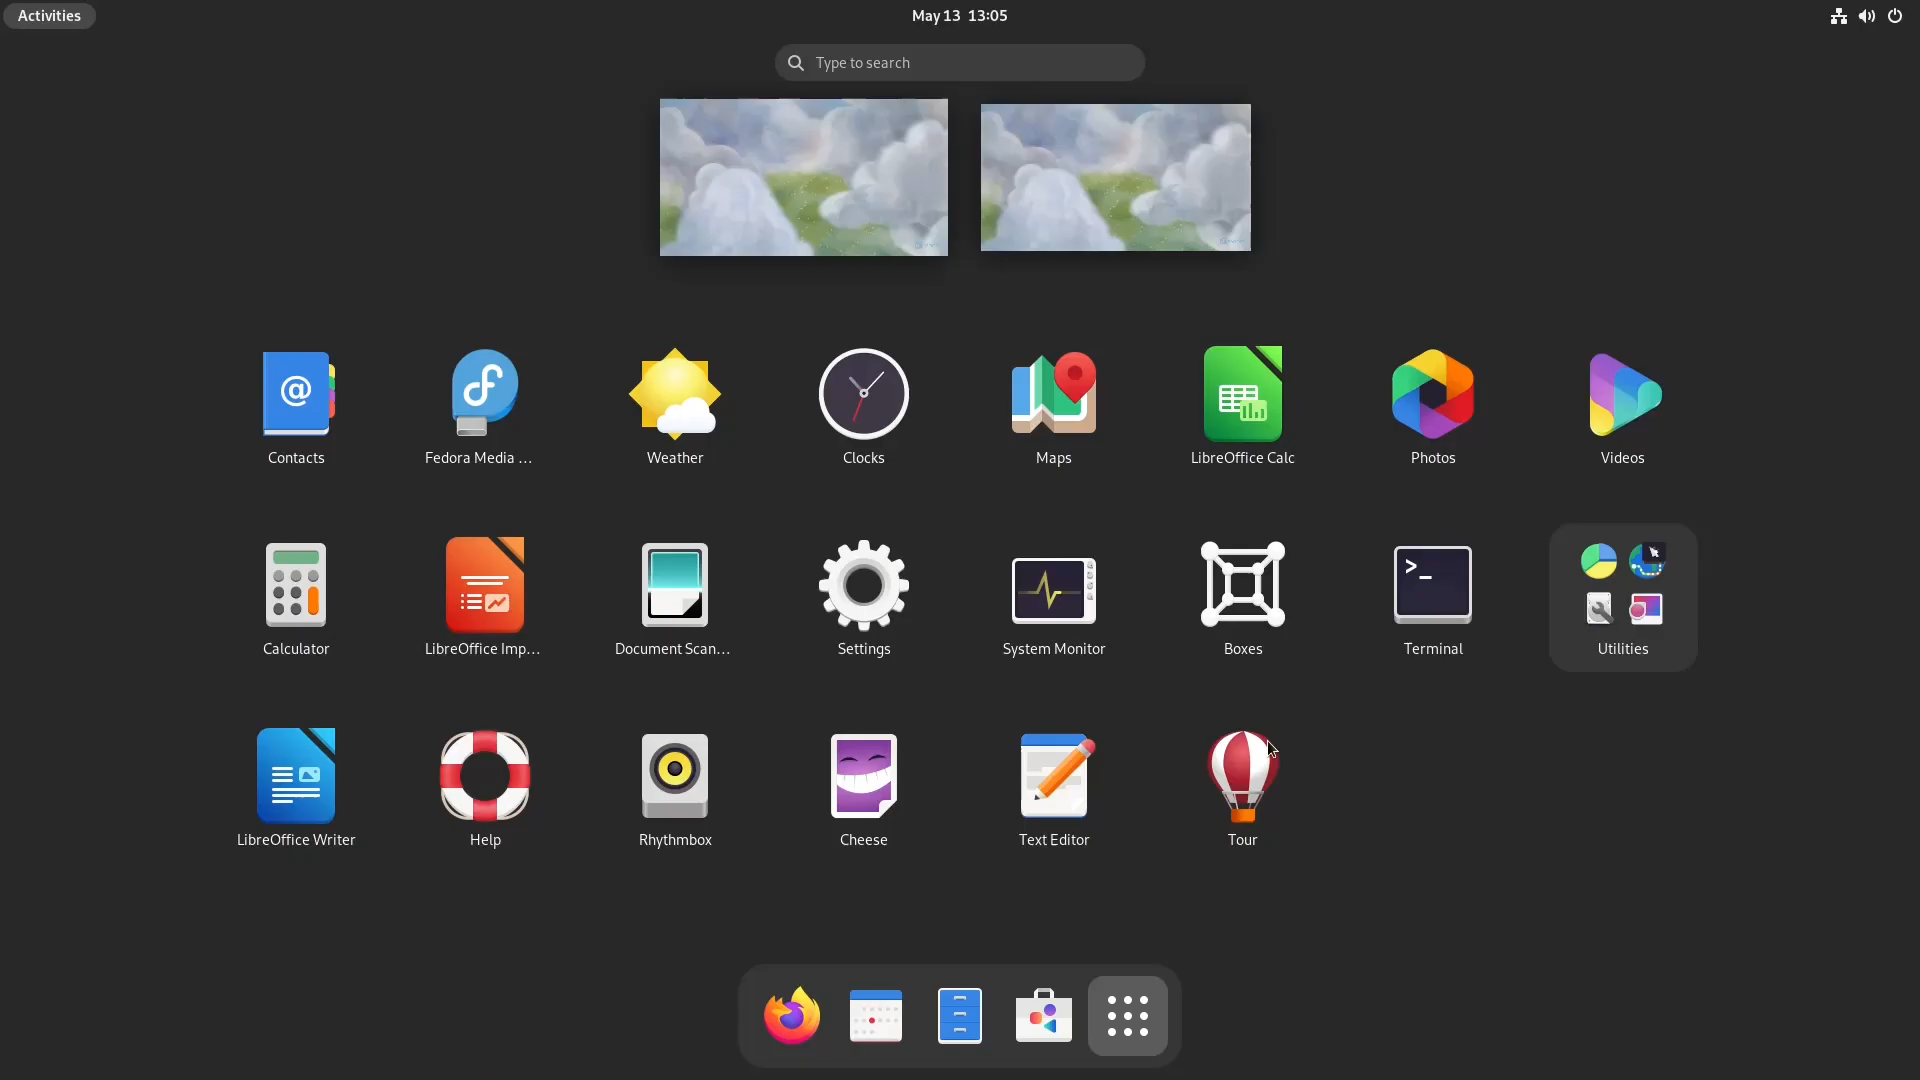 Activities
May 13 13:05
Type to search
Contacts
Fedora Media ...
Weather
Clocks
Maps
LibreOffice Calc
Photos
Videos
Calculator
LibreOffice Imp...
Document Scan...
Settings
System Monitor
Boxes
Terminal
Utilities
LibreOffice Writer
Help
Rhythmbox
Cheese
Text Editor
Tour